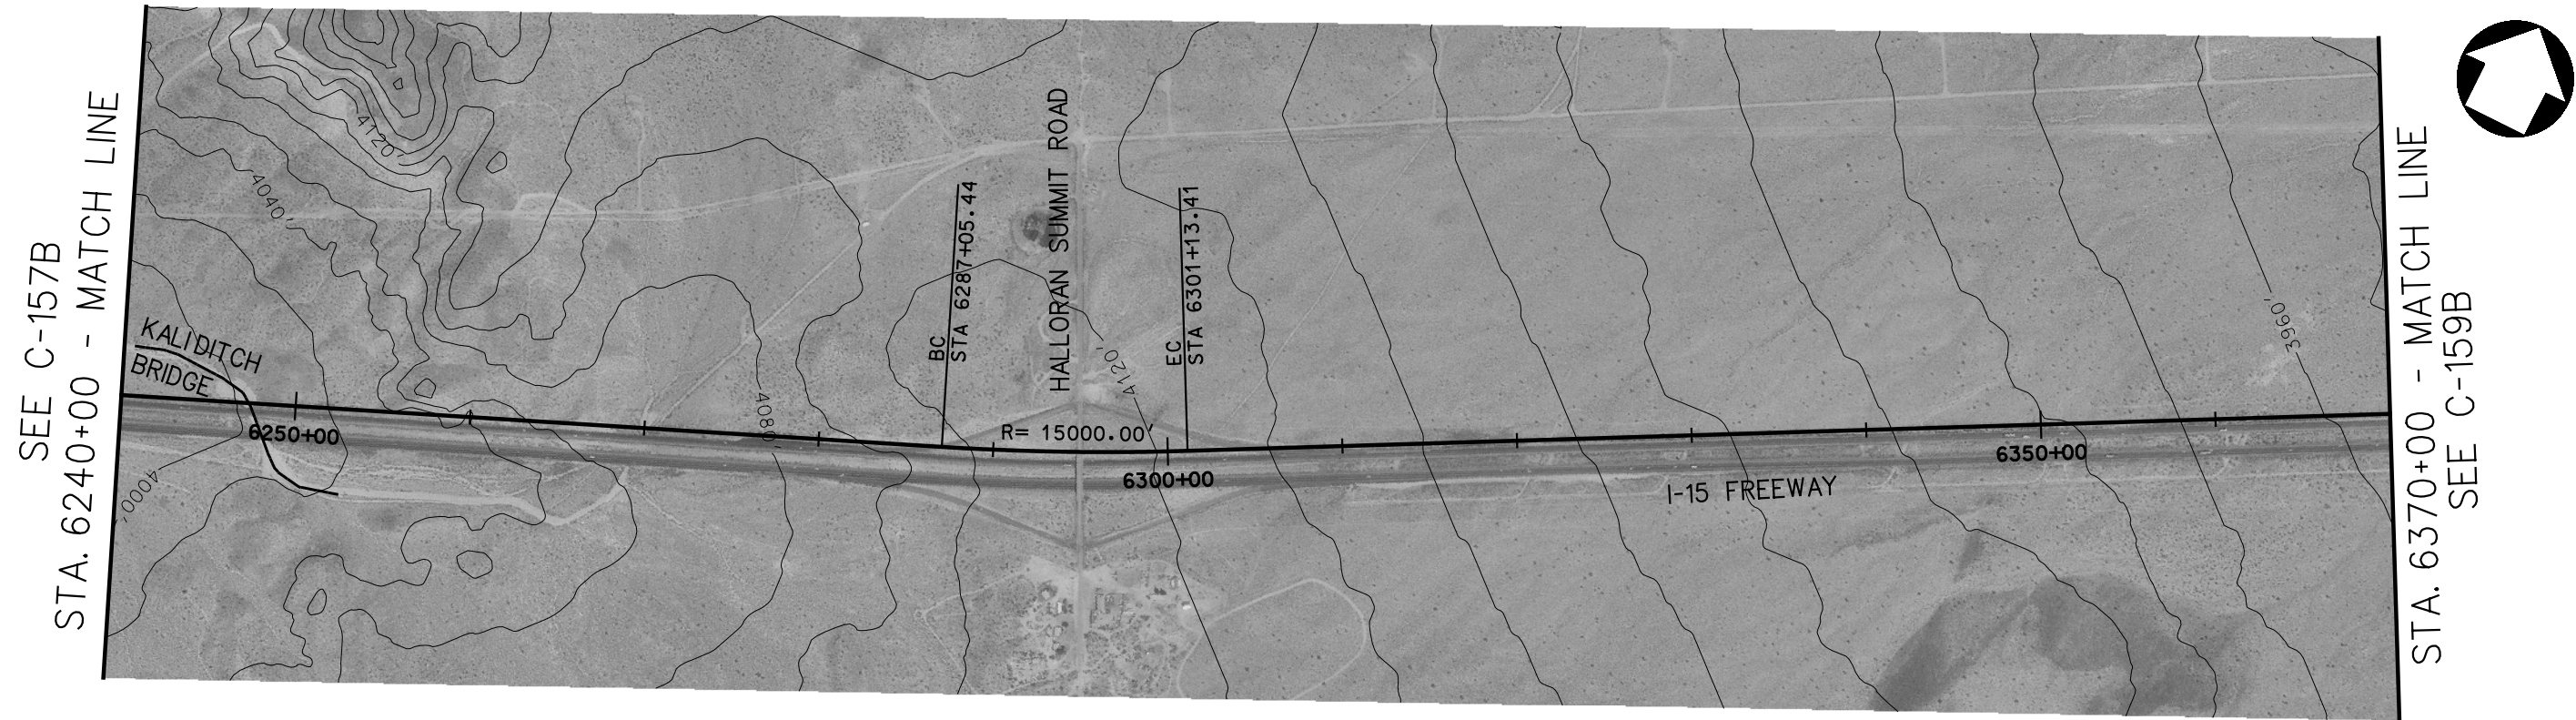 SEE C-157B
STA. 6240+00 - MATCH LINE
4120'
4040'
KALI DITCH
BRIDGE
4000'
6250+00
4080'
BC
STA 6287+05.44
HALLORAN SUMMIT ROAD
R= 15000.00'
4120'
EC
STA 6301+13.41
6300+00
I-15 FREEWAY
6350+00
3960'
STA. 6370+00 - MATCH LINE
SEE C-159B